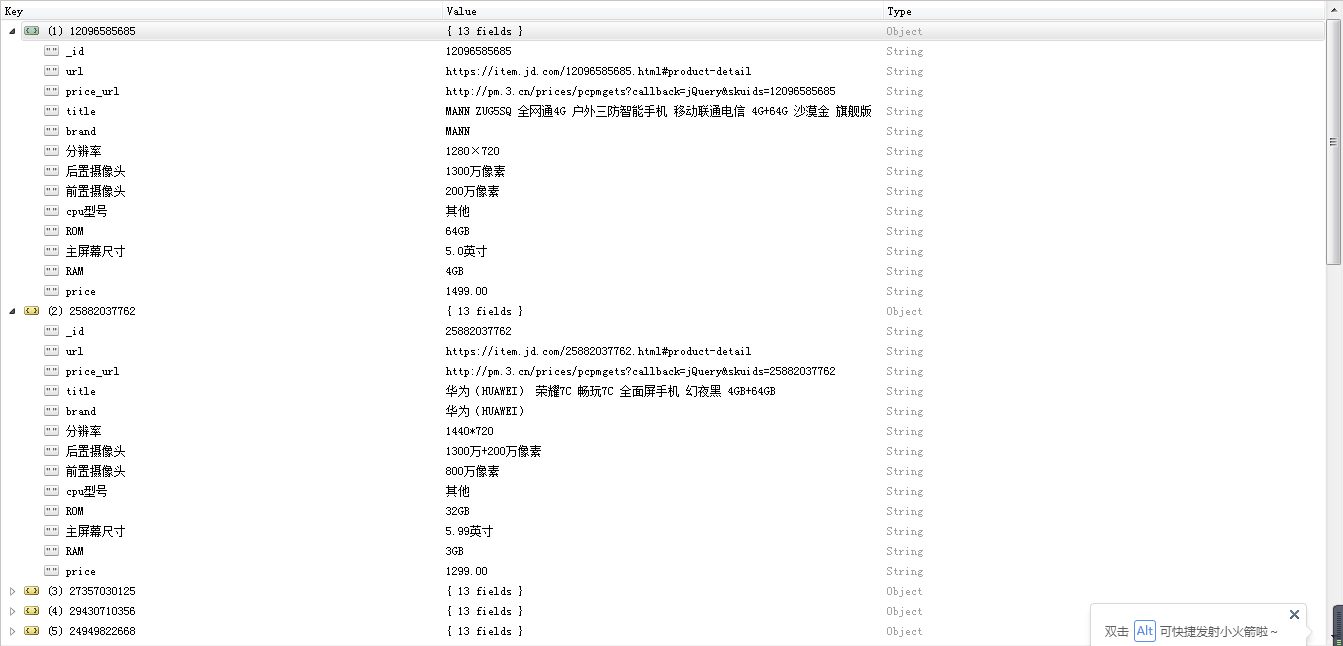 Key Value Type
(1) 12096585685 { 13 fields } Object
_id 12096585685 String
url https://item.jd.com/12096585685.html#product-detail String
price_url http://pm.3.cn/prices/pcpmgets?callback=jQuery&skuids=12096585685 String
title MANN ZUG5SQ 全网通4G 户外三防智能手机 移动联通电信 4G+64G 沙漠金 旗舰版 String
brand MANN String
分辨率 1280×720 String
后置摄像头 1300万像素 String
前置摄像头 200万像素 String
cpu型号 其他 String
ROM 64GB String
主屏幕尺寸 5.0英寸 String
RAM 4GB String
price 1499.00 String
(2) 25882037762 { 13 fields } Object
_id 25882037762 String
url https://item.jd.com/25882037762.html#product-detail String
price_url http://pm.3.cn/prices/pcpmgets?callback=jQuery&skuids=25882037762 String
title 华为（HUAWEI） 荣耀7C 畅玩7C 全面屏手机 幻夜黑 4GB+64GB String
brand 华为（HUAWEI） String
分辨率 1440*720 String
后置摄像头 1300万+200万像素 String
前置摄像头 800万像素 String
cpu型号 其他 String
ROM 32GB String
主屏幕尺寸 5.99英寸 String
RAM 3GB String
price 1299.00 String
(3) 27357030125 { 13 fields } Object
(4) 29430710356 { 13 fields } Object
(5) 24949822668 { 13 fields } Object
双击 Alt 可快捷发射小火箭啦～